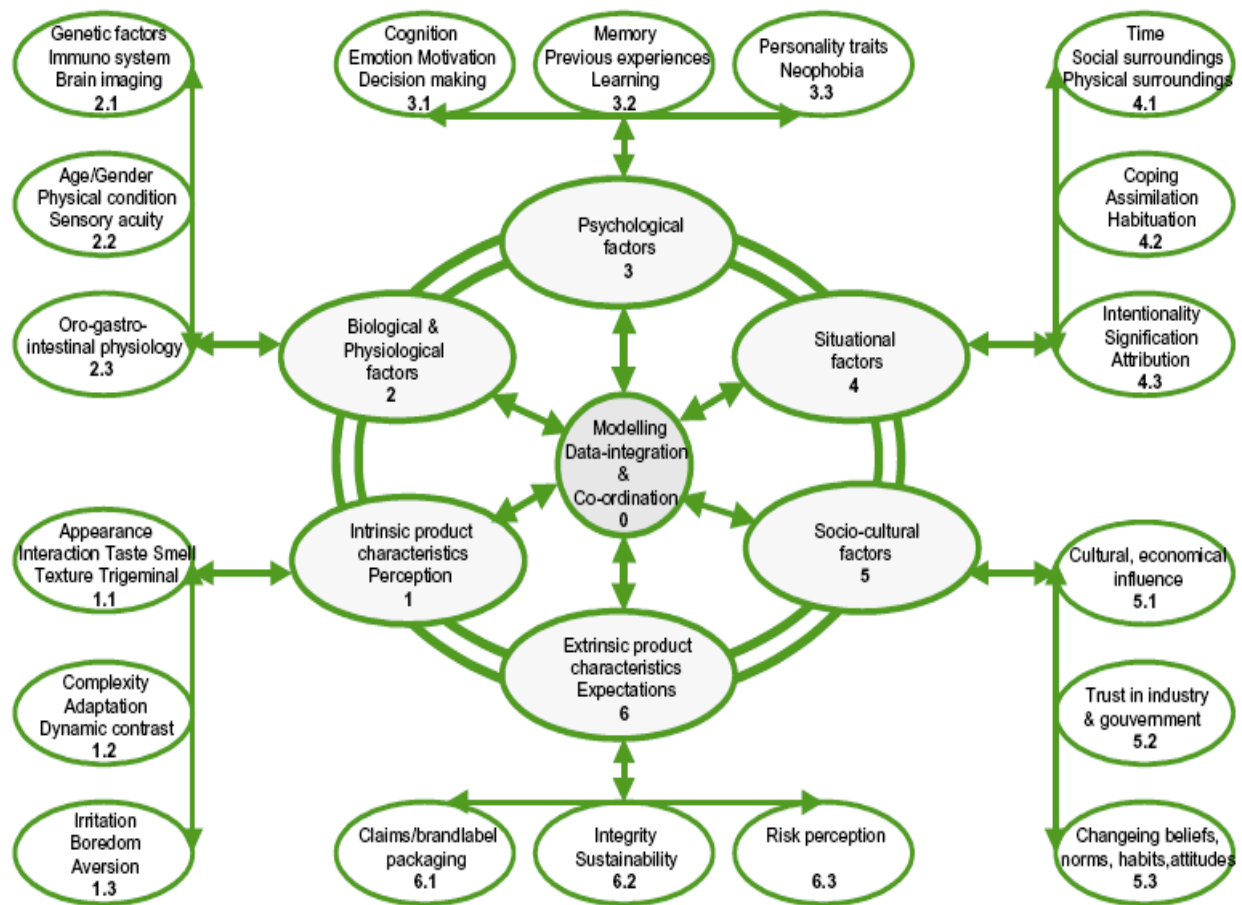 Genetic factors
Immuno system
Brain imaging
2.1
Cognition
Emotion Motivation
Decision making
3.1
Memory
Previous experiences
Learning
3.2
Personality traits
Neophobia
3.3
Time
Social surroundings
Physical surroundings
4.1
Age/Gender
Physical condition
Sensory acuity
2.2
Coping
Assimilation
Habituation
4.2
Psychological
factors
3
Oro-gastro-
intestinal physiology
2.3
Biological &
Physiological
factors
2
Situational
factors
4
Intentionality
Signification
Attribution
4.3
Modelling
Data-integration
&
Co-ordination
0
Appearance
Interaction Taste Smell
Texture Trigeminal
1.1
Intrinsic product
characteristics
Perception
1
Socio-cultural
factors
5
Cultural, economical
influence
5.1
Extrinsic product
characteristics
Expectations
6
Complexity
Adaptation
Dynamic contrast
1.2
Trust in industry
& gouvernment
5.2
Irritation
Boredom
Aversion
1.3
Claims/brandlabel
packaging
6.1
Integrity
Sustainability
6.2
Risk perception
6.3
Changeing beliefs,
norms, habits,attitudes
5.3